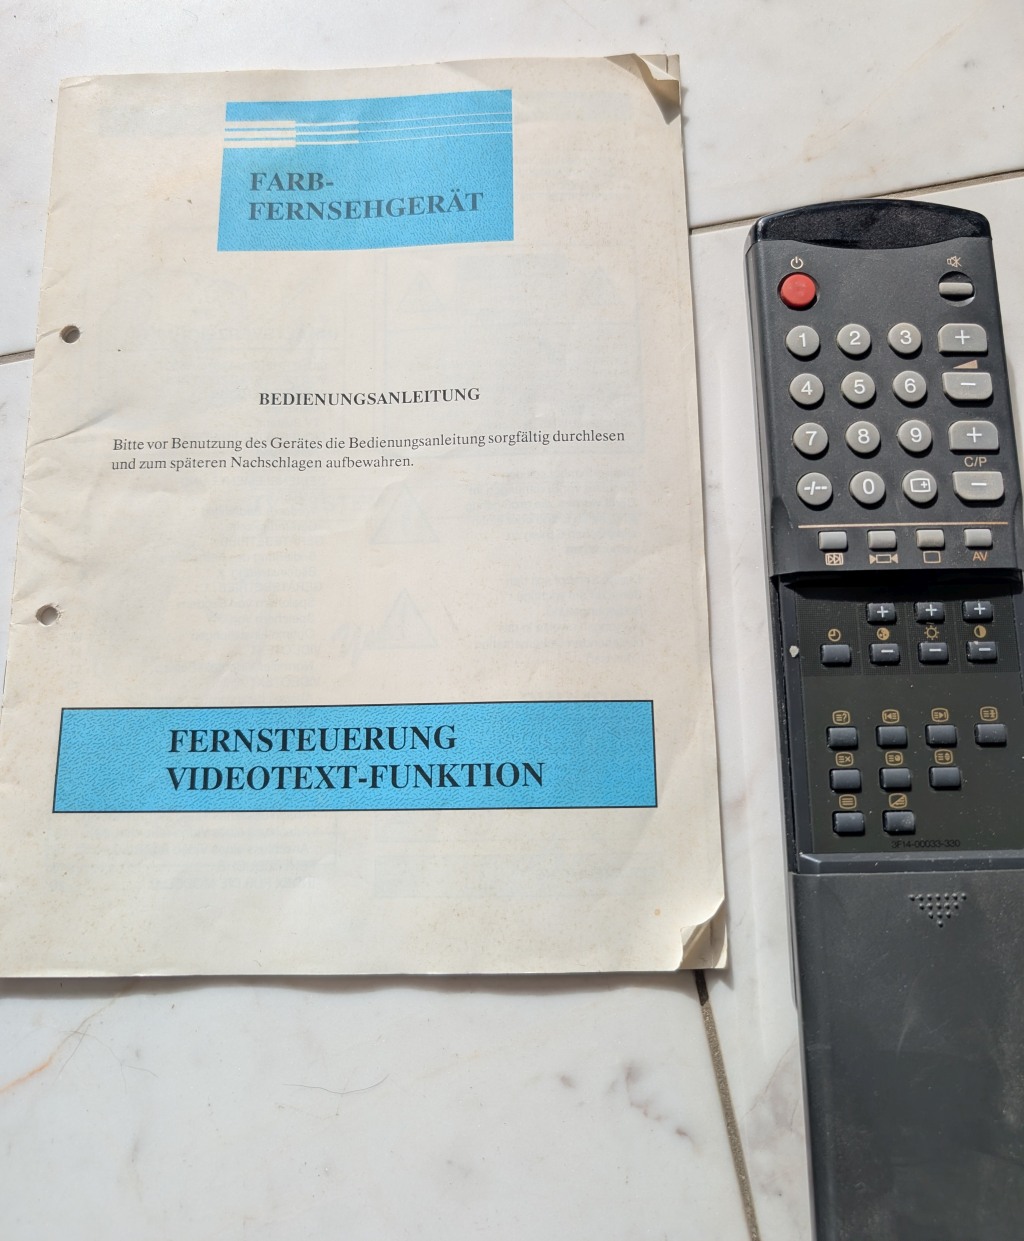 FARB-
FERNSEHGERÄT
BEDIENUNGSANLEITUNG
Bitte vor Benutzung des Gerätes die Bedienungsanleitung sorgfältig durchlesen
und zum späteren Nachschlagen aufbewahren.
FERNSTEUERUNG
VIDEOTEXT-FUNKTION
1 2 3 +
4 5 6 −
7 8 9 +
C/P
-/-- 0 −
AV
+ + +
− − −
3F14-00033-330